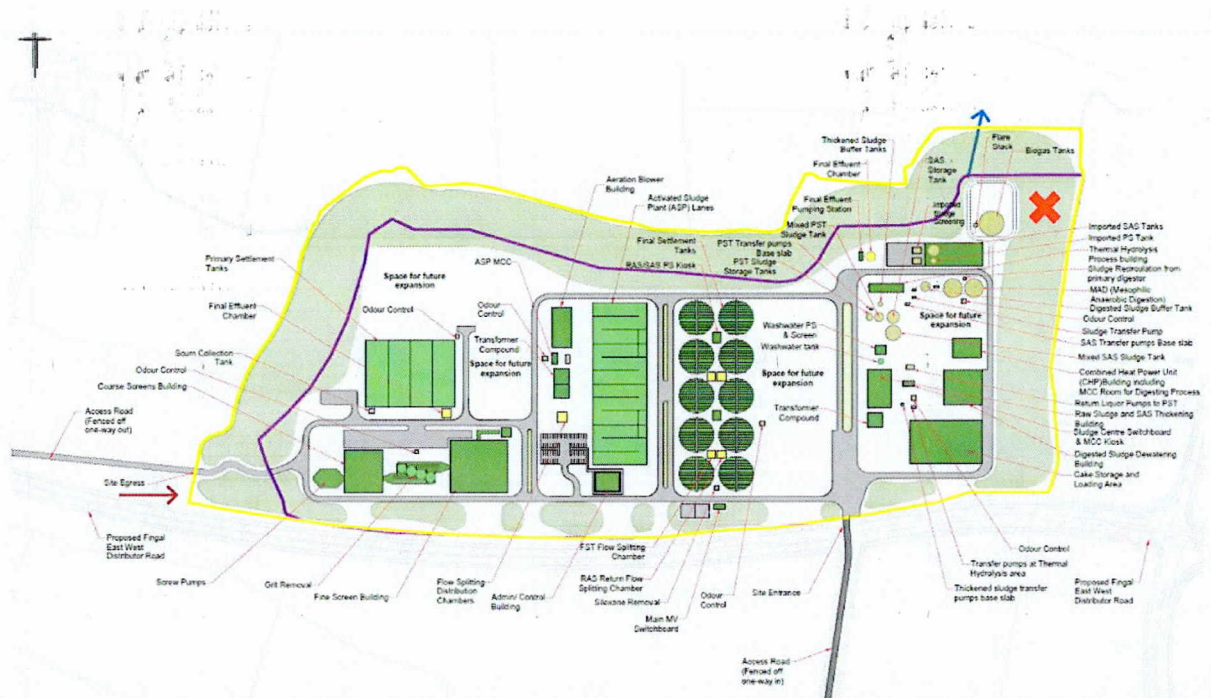 Thickened Sludge
Buffer Tanks
Final Effluent
Chamber
SAS
Storage
Tank
Flare
Stack
Biogas Tanks
Aeration Blower
Building
Activated Sludge
Plant (ASP) Lanes
Final Effluent
Pumping Station
Mixed PST
Sludge Tank
Imported
Sludge
Screening
Final Settlement
Tanks
PST Transfer pumps
Base slab
RAS/SAS PS Kiosk
PST Sludge
Storage Tanks
Imported SAS Tanks
Imported PS Tank
Thermal Hydrolysis
Process building
Sludge Recirculation from
primary digester
MAD (Mesophilic
Anaerobic Digestion)
Digested Sludge Buffer Tank
Odour Control
Sludge Transfer Pump
SAS Transfer pumps Base slab
Mixed SAS Sludge Tank
Combined Heat Power Unit
(CHP)Building including
MCC Room for Digesting Process
Return Liquor Pumps to PST
Raw Sludge and SAS Thickening
Building
Sludge Centre Switchboard
& MCC Kiosk
Digested Sludge Dewatering
Building
Cake Storage and
Loading Area
Primary Settlement
Tanks
ASP MCC
Space for future
expansion
Final Effluent
Chamber
Odour Control
Odour
Control
Transformer
Compound
Space for future
expansion
Washwater PS
& Screen
Washwater tank
Space for future
expansion
Space for future
expansion
Scum Collection
Tank
Odour Control
Coarse Screens Building
Transformer
Compound
Access Road
(Fenced off
one-way out)
Site Egress
Proposed Fingal
East West
Distributor Road
Screw Pumps
Grit Removal
Fine Screen Building
Flow Splitting
Distribution
Chambers
Admin/ Control
Building
FST Flow Splitting
Chamber
RAS Return Flow
Splitting Chamber
Siloxane Removal
Main MV
Switchboard
Odour
Control
Site Entrance
Odour Control
Transfer pumps at Thermal
Hydrolysis area
Thickened sludge transfer
pumps base slab
Proposed Fingal
East West
Distributor Road
Access Road
(Fenced off
one-way in)